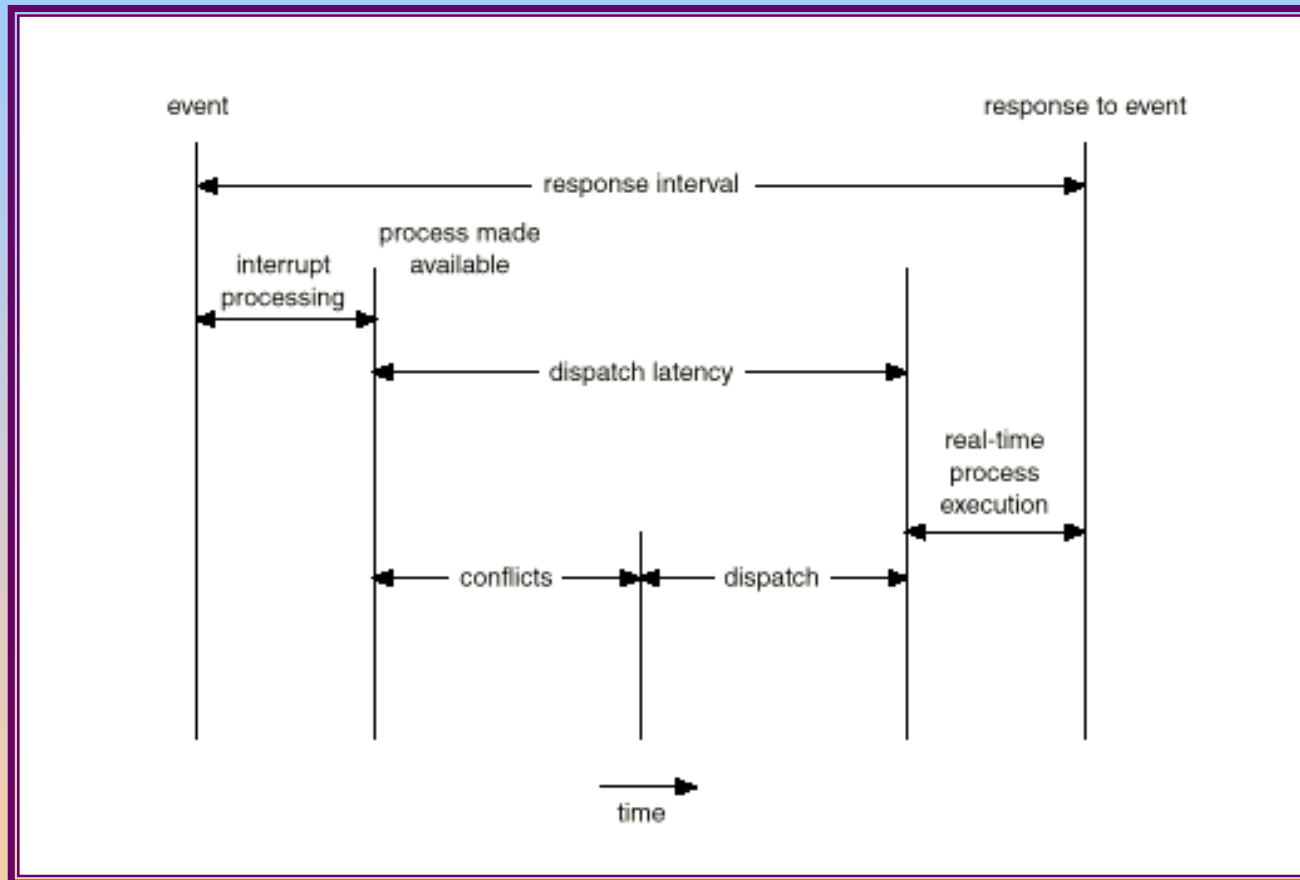 event
response to event
response interval
process made
available
interrupt
processing
dispatch latency
real-time
process
execution
conflicts
dispatch
time